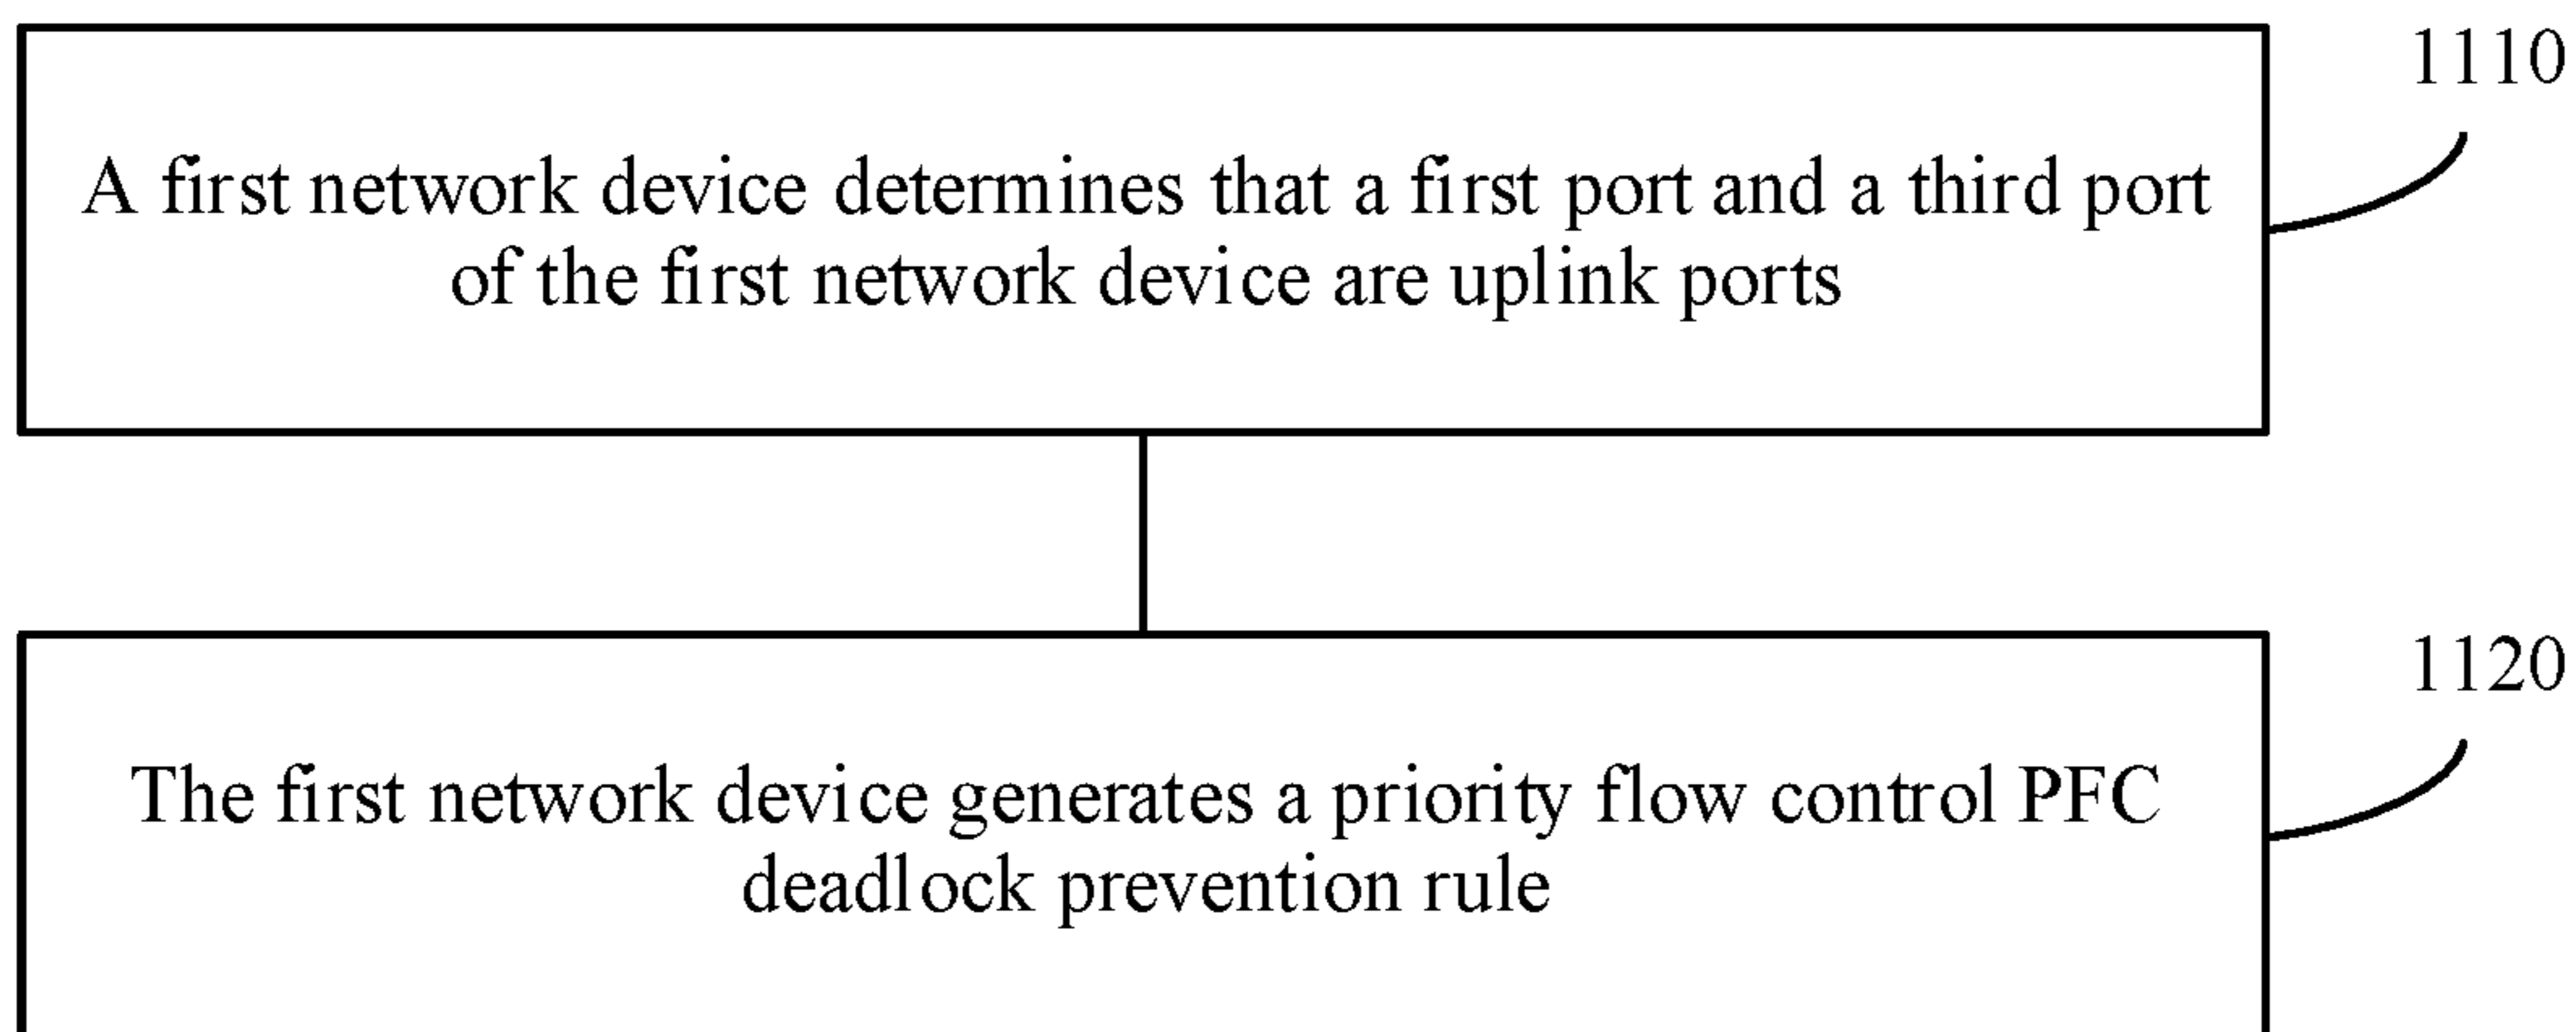 1110
A first network device determines that a first port and a third port
of the first network device are uplink ports
1120
The first network device generates a priority flow control PFC
deadlock prevention rule